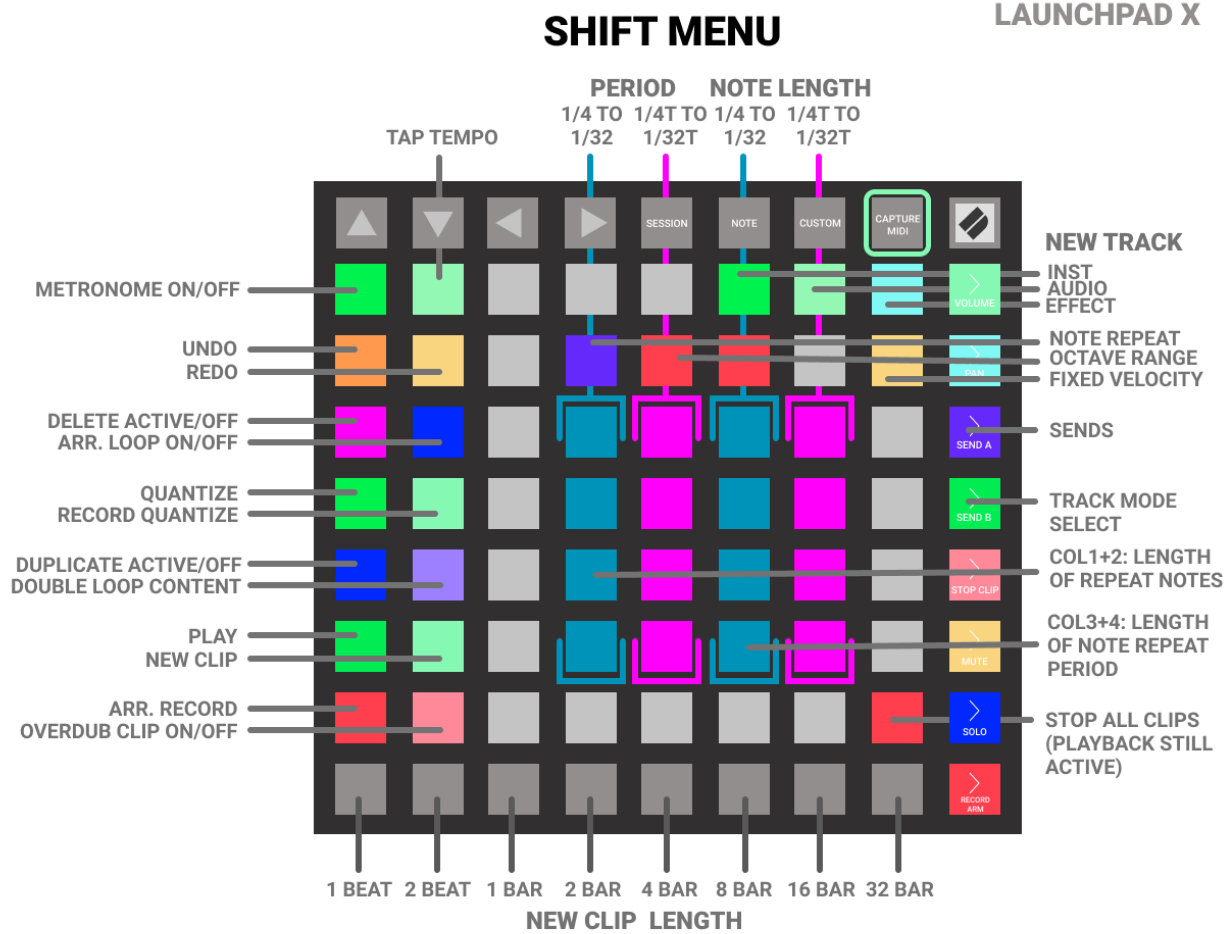 LAUNCHPAD X
SHIFT MENU
PERIOD
NOTE LENGTH
1/4 TO
1/32
1/4T TO
1/32T
1/4 TO
1/32
1/4T TO
1/32T
TAP TEMPO
SESSION
NOTE
CUSTOM
CAPTURE
MIDI
NEW TRACK
INST
AUDIO
EFFECT
METRONOME ON/OFF
VOLUME
UNDO
REDO
PAN
NOTE REPEAT
OCTAVE RANGE
FIXED VELOCITY
DELETE ACTIVE/OFF
ARR. LOOP ON/OFF
SEND A
SENDS
QUANTIZE
RECORD QUANTIZE
SEND B
TRACK MODE
SELECT
DUPLICATE ACTIVE/OFF
DOUBLE LOOP CONTENT
STOP CLIP
COL1+2: LENGTH
OF REPEAT NOTES
PLAY
NEW CLIP
MUTE
COL3+4: LENGTH
OF NOTE REPEAT
PERIOD
ARR. RECORD
OVERDUB CLIP ON/OFF
SOLO
STOP ALL CLIPS
(PLAYBACK STILL
ACTIVE)
RECORD
ARM
1 BEAT
2 BEAT
1 BAR
2 BAR
4 BAR
8 BAR
16 BAR
32 BAR
NEW CLIP LENGTH